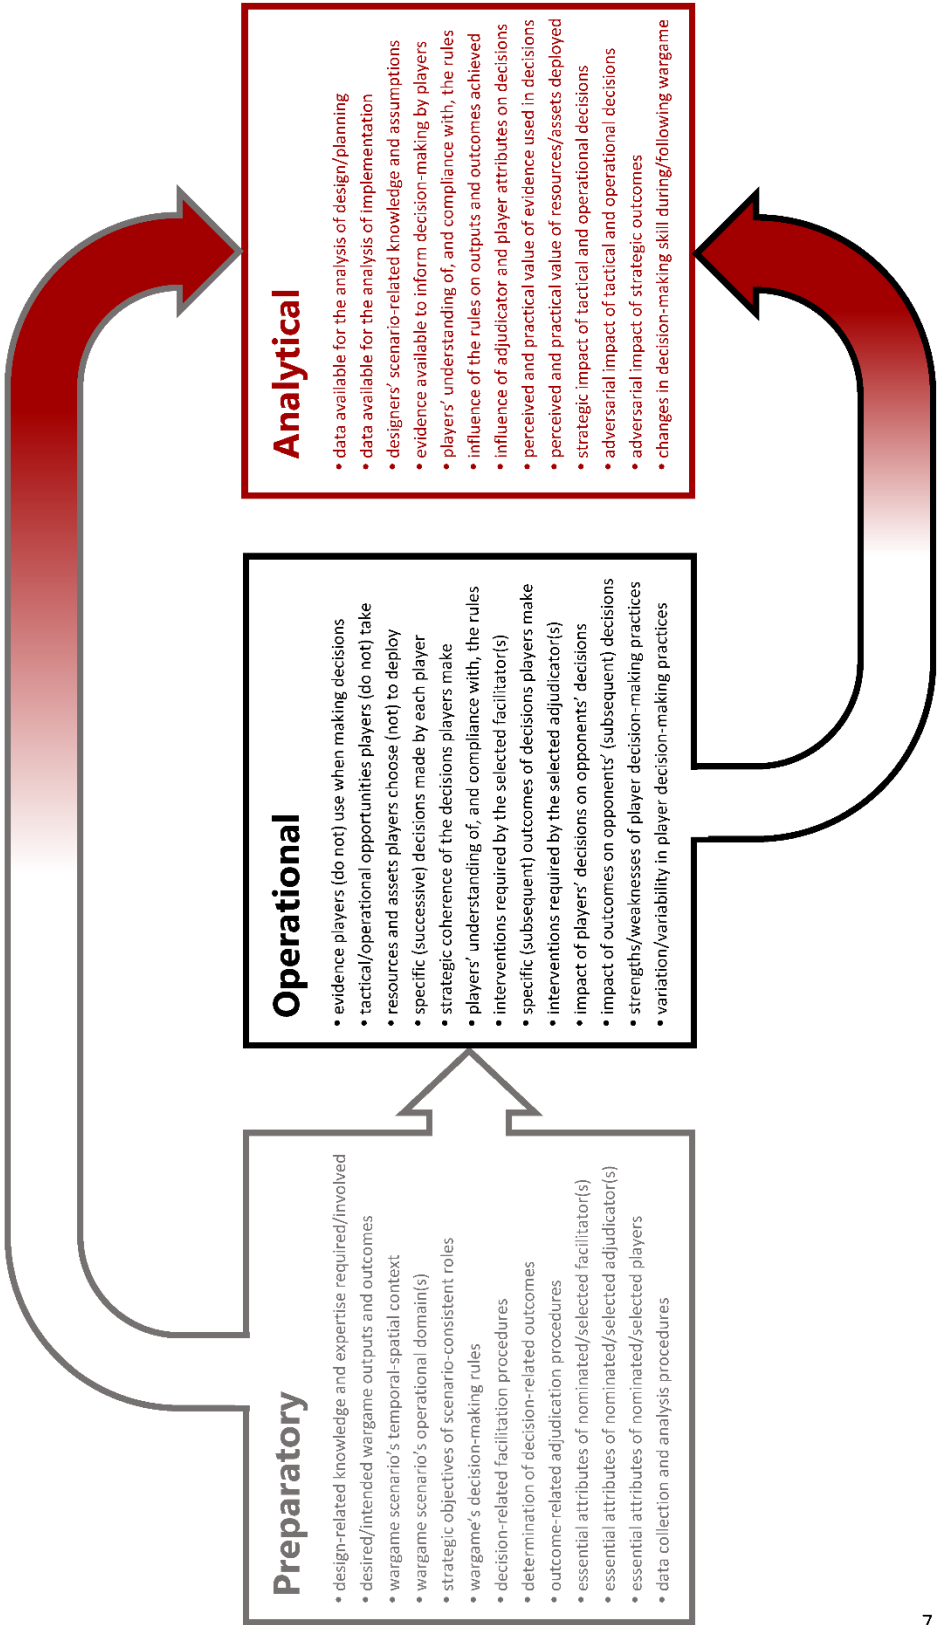 Preparatory
• design-related knowledge and expertise required/involved
• desired/intended wargame outputs and outcomes
• wargame scenario's temporal-spatial context
• wargame scenario's operational domain(s)
• strategic objectives of scenario-consistent roles
• wargame's decision-making rules
• decision-related facilitation procedures
• determination of decision-related outcomes
• outcome-related adjudication procedures
• essential attributes of nominated/selected facilitator(s)
• essential attributes of nominated/selected adjudicator(s)
• essential attributes of nominated/selected players
• data collection and analysis procedures
Operational
• evidence players (do not) use when making decisions
• tactical/operational opportunities players (do not) take
• resources and assets players choose (not) to deploy
• specific (successive) decisions made by each player
• strategic coherence of the decisions players make
• players' understanding of, and compliance with, the rules
• interventions required by the selected facilitator(s)
• specific (subsequent) outcomes of decisions players make
• interventions required by the selected adjudicator(s)
• impact of players' decisions on opponents' decisions
• impact of outcomes on opponents' (subsequent) decisions
• strengths/weaknesses of player decision-making practices
• variation/variability in player decision-making practices
Analytical
• data available for the analysis of design/planning
• data available for the analysis of implementation
• designers' scenario-related knowledge and assumptions
• evidence available to inform decision-making by players
• players' understanding of, and compliance with, the rules
• influence of the rules on outputs and outcomes achieved
• influence of adjudicator and player attributes on decisions
• perceived and practical value of evidence used in decisions
• perceived and practical value of resources/assets deployed
• strategic impact of tactical and operational decisions
• adversarial impact of tactical and operational decisions
• adversarial impact of strategic outcomes
• changes in decision-making skill during/following wargame
7